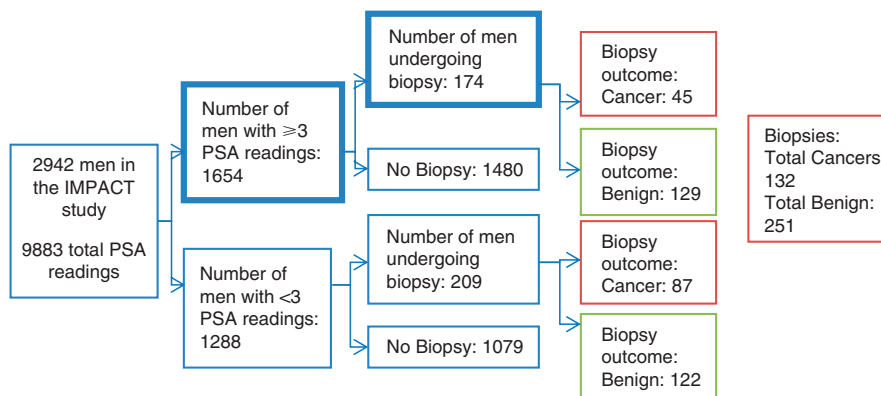 2942 men in
the IMPACT
study
9883 total PSA
readings
Number of
men with ≥3
PSA readings:
1654
Number of
men with <3
PSA readings:
1288
Number of men
undergoing
biopsy: 174
No Biopsy: 1480
Number of men
undergoing
biopsy: 209
No Biopsy: 1079
Biopsy
outcome:
Cancer: 45
Biopsy
outcome:
Benign: 129
Biopsy
outcome:
Cancer: 87
Biopsy
outcome:
Benign: 122
Biopsies:
Total Cancers
132
Total Benign:
251